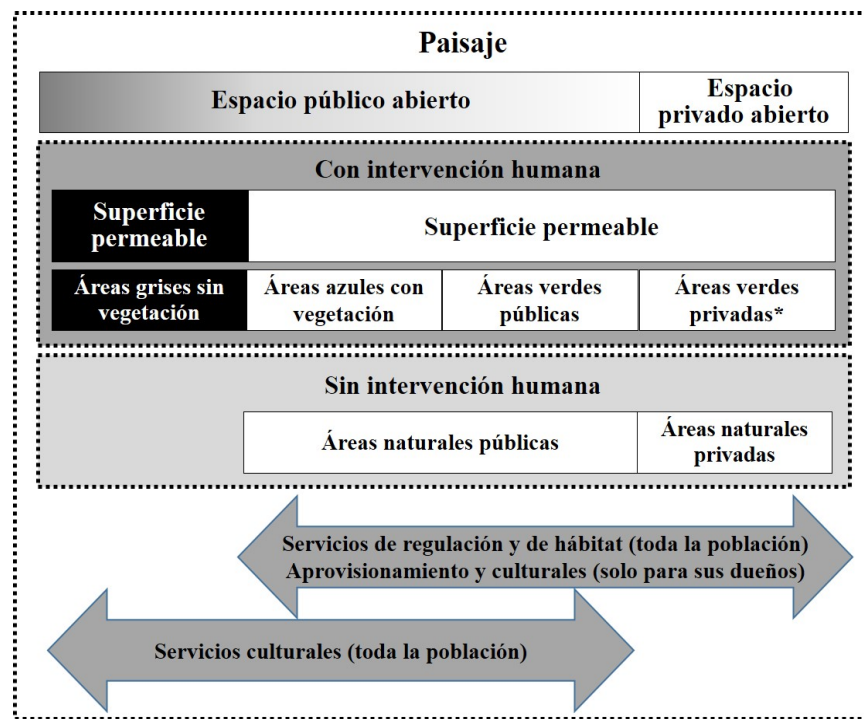 Paisaje
Espacio público abierto
Espacio
privado abierto
Con intervención humana
Superficie
permeable
Superficie permeable
Áreas grises sin
vegetación
Áreas azules con
vegetación
Áreas verdes
públicas
Áreas verdes
privadas*
Sin intervención humana
Áreas naturales públicas
Áreas naturales
privadas
Servicios de regulación y de hábitat (toda la población)
Aprovisionamiento y culturales (solo para sus dueños)
Servicios culturales (toda la población)